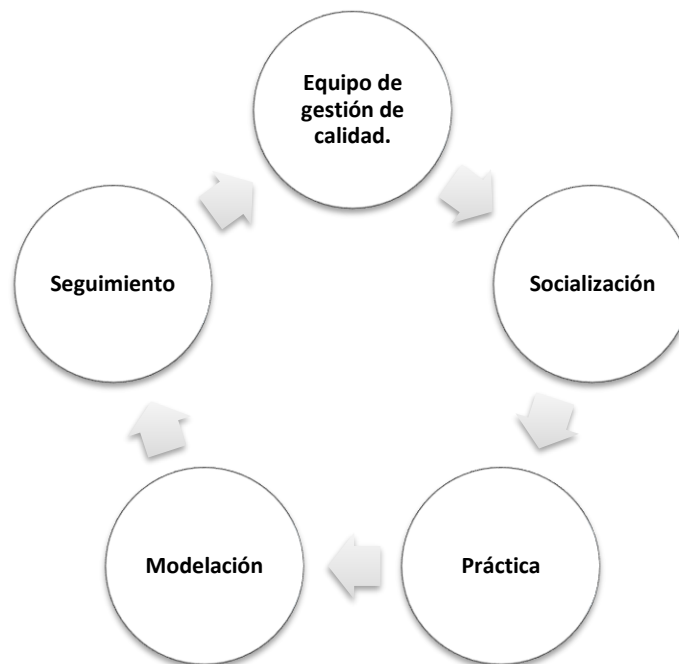 Equipo de
gestión de
calidad.
Socialización
Práctica
Modelación
Seguimiento